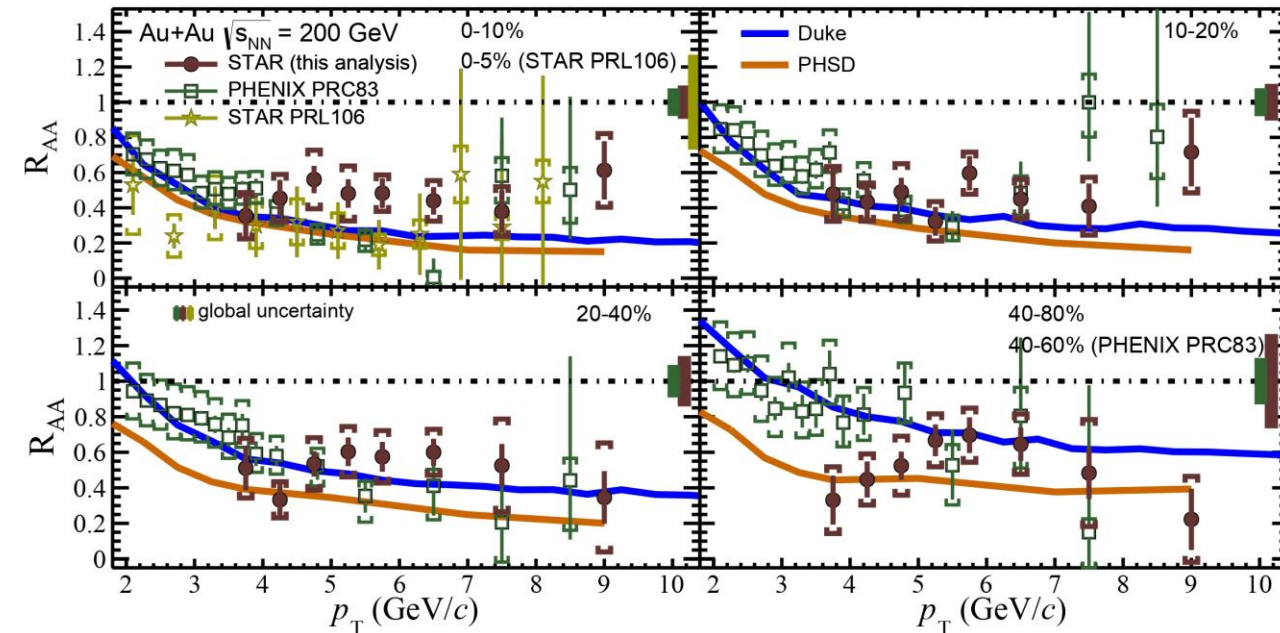 Au+Au √sNN = 200 GeV
STAR (this analysis)
PHENIX PRC83
STAR PRL106
0-10%
0-5% (STAR PRL106)
Duke
PHSD
10-20%
RAA
1.4
1.2
1
0.8
0.6
0.4
0.2
0
global uncertainty
20-40%
40-80%
40-60% (PHENIX PRC83)
RAA
1.4
1.2
1
0.8
0.6
0.4
0.2
0
2 3 4 5 6 7 8 9 10
2 3 4 5 6 7 8 9 10
pT (GeV/c)
pT (GeV/c)